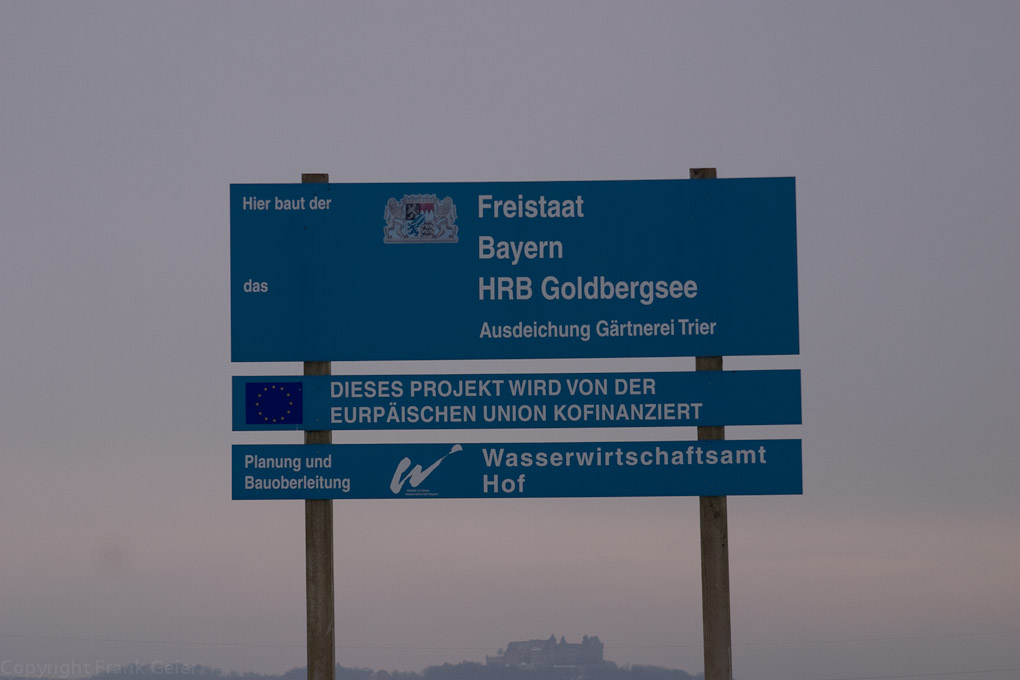 Hier baut der
Freistaat
Bayern
das
HRB Goldbergsee
Ausdeichung Gärtnerei Trier
DIESES PROJEKT WIRD VON DER
EURPÄISCHEN UNION KOFINANZIERT
Planung und
Bauoberleitung
Wasserwirtschaftsamt
Hof
Copyright Frank Geier